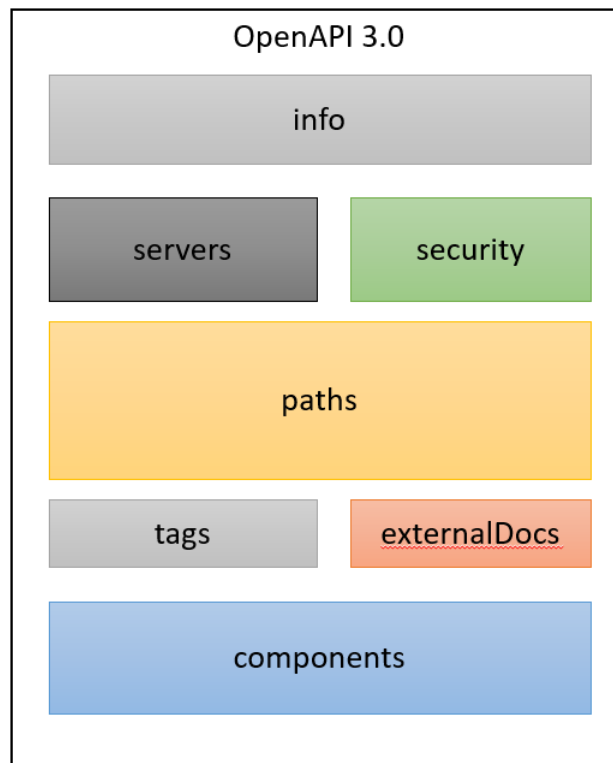 OpenAPI 3.0
info
servers
security
paths
tags
externalDocs
components